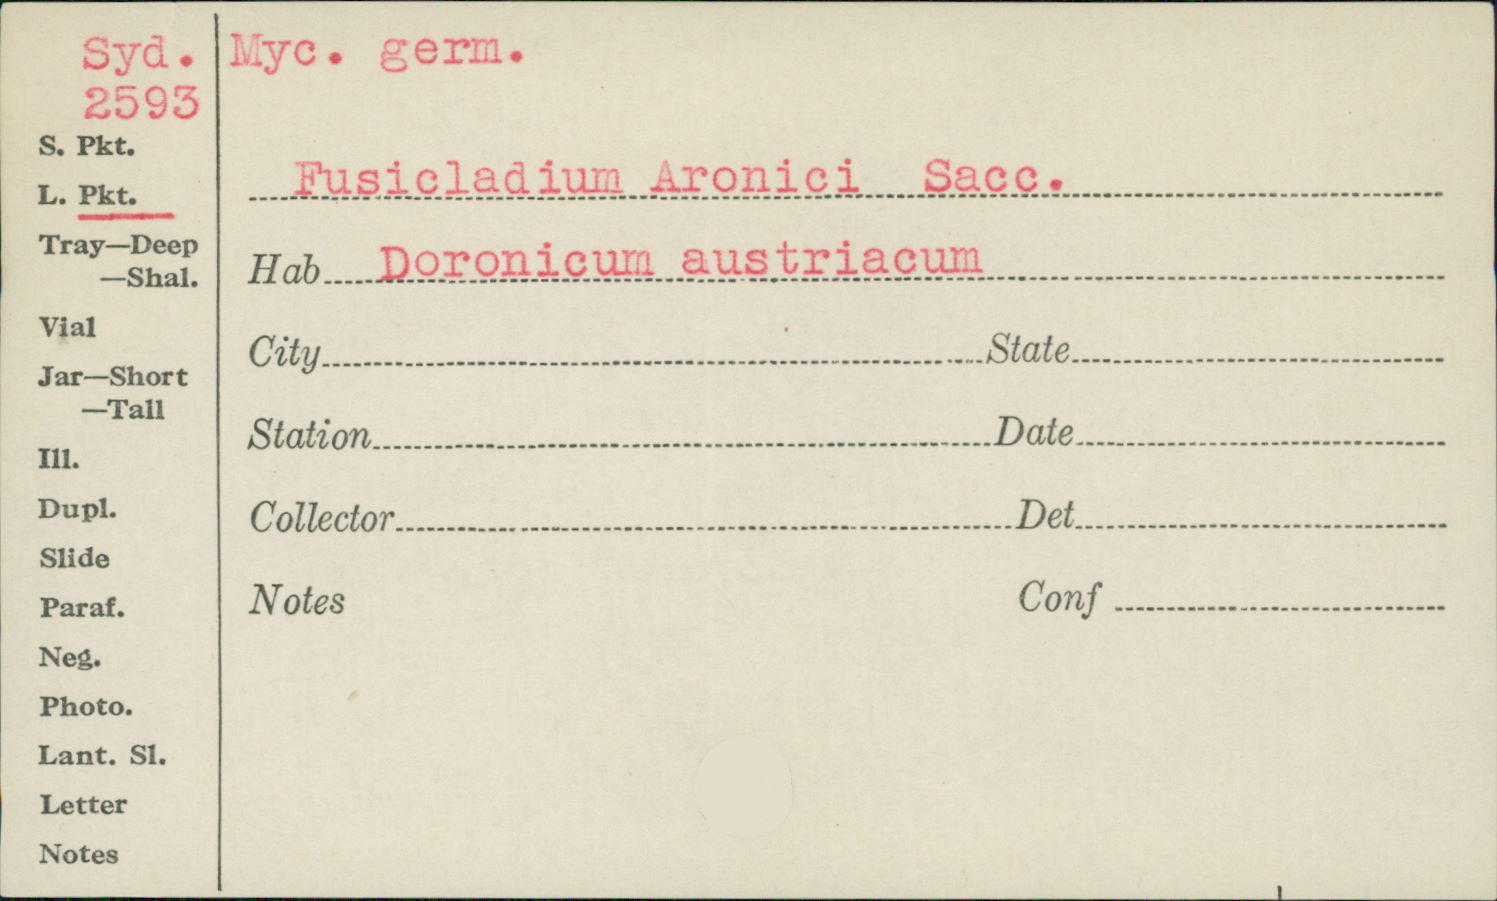 Syd. Myc. germ.
2593
S. Pkt.
L. Pkt.
Tray—Deep
—Shal.
Vial
Jar—Short
—Tall
Ill.
Dupl.
Slide
Paraf.
Neg.
Photo.
Lant. Sl.
Letter
Notes
Fusicladium Aronici Sacc.
Hab Doronicum austriacum
City State
Station Date
Collector Det
Notes Conf